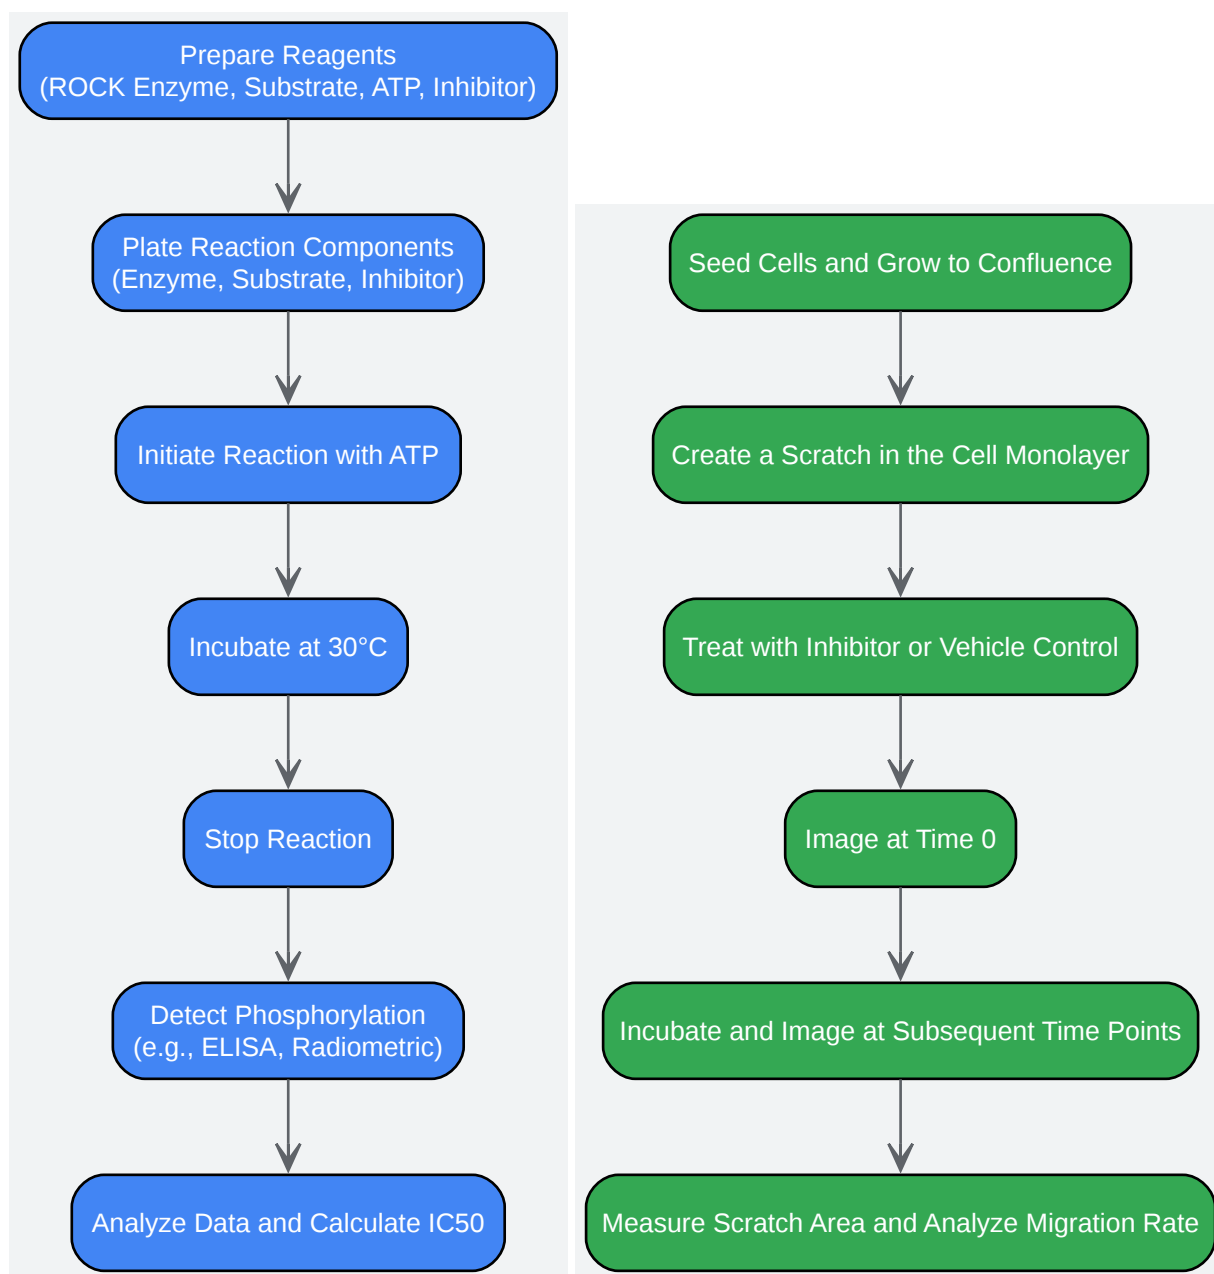 Prepare Reagents
(ROCK Enzyme, Substrate, ATP, Inhibitor)
Plate Reaction Components
(Enzyme, Substrate, Inhibitor)
Initiate Reaction with ATP
Incubate at 30°C
Stop Reaction
Detect Phosphorylation
(e.g., ELISA, Radiometric)
Analyze Data and Calculate IC50
Seed Cells and Grow to Confluence
Create a Scratch in the Cell Monolayer
Treat with Inhibitor or Vehicle Control
Image at Time 0
Incubate and Image at Subsequent Time Points
Measure Scratch Area and Analyze Migration Rate